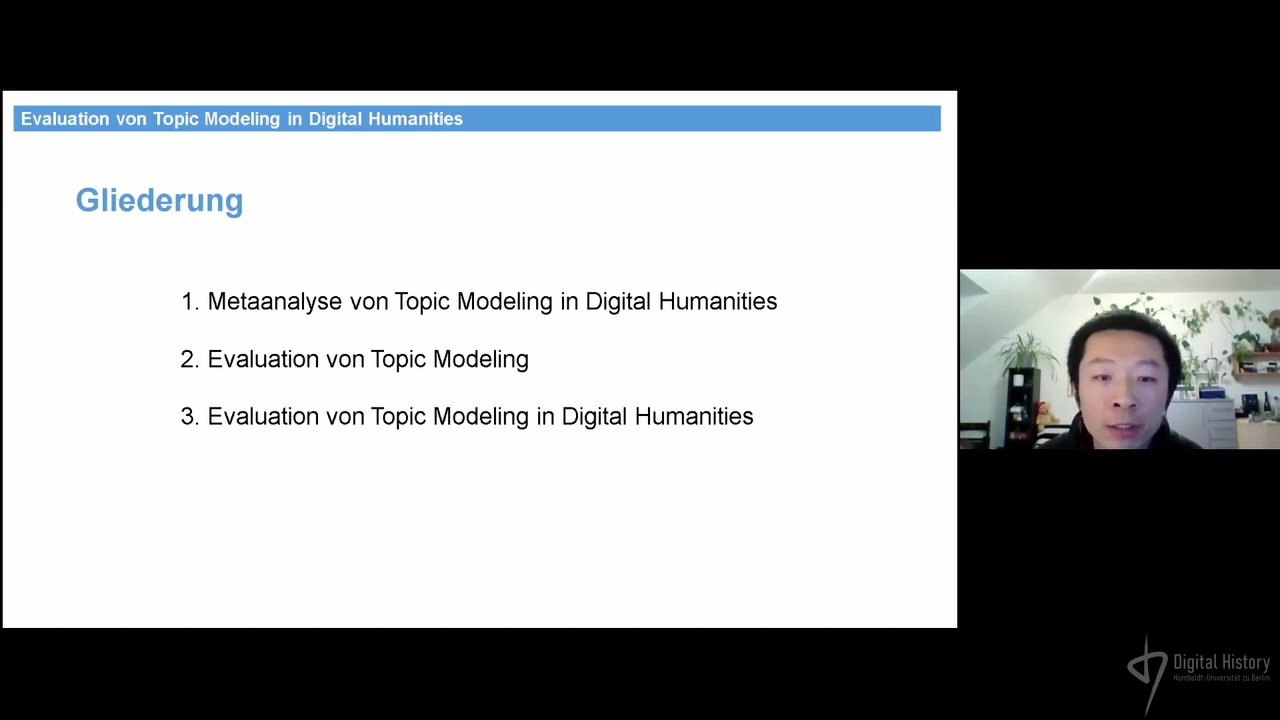 Evaluation von Topic Modeling in Digital Humanities
Gliederung
1. Metaanalyse von Topic Modeling in Digital Humanities
2. Evaluation von Topic Modeling
3. Evaluation von Topic Modeling in Digital Humanities
Digital History
Humboldt-Universität zu Berlin